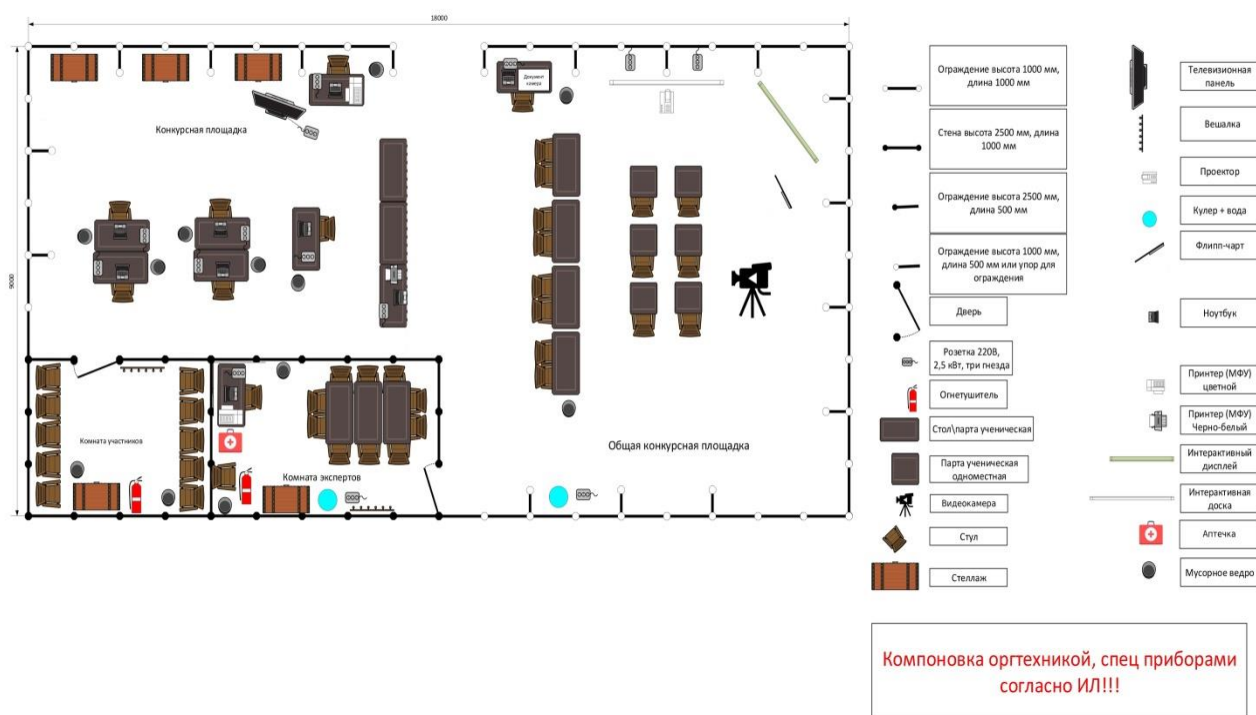 18000
9000
Документ
камера
Конкурсная площадка
Комната участников
Комната экспертов
Общая конкурсная площадка
Ограждение высота 1000 мм,
длина 1000 мм
Стена высота 2500 мм, длина
1000 мм
Ограждение высота 2500 мм,
длина 500 мм
Ограждение высота 1000 мм,
длина 500 мм или упор для
ограждения
Дверь
Розетка 220В,
2,5 кВт, три гнезда
Огнетушитель
Стол\парта ученическая
Парта ученическая
одноместная
Видеокамера
Стул
Стеллаж
Телевизионная
панель
Вешалка
Проектор
Кулер + вода
Флипп-чарт
Ноутбук
Принтер (МФУ)
цветной
Принтер (МФУ)
Черно-белый
Интерактивный
дисплей
Интерактивная
доска
Аптечка
Мусорное ведро
Компоновка оргтехникой, спец приборами
согласно ИЛ!!!